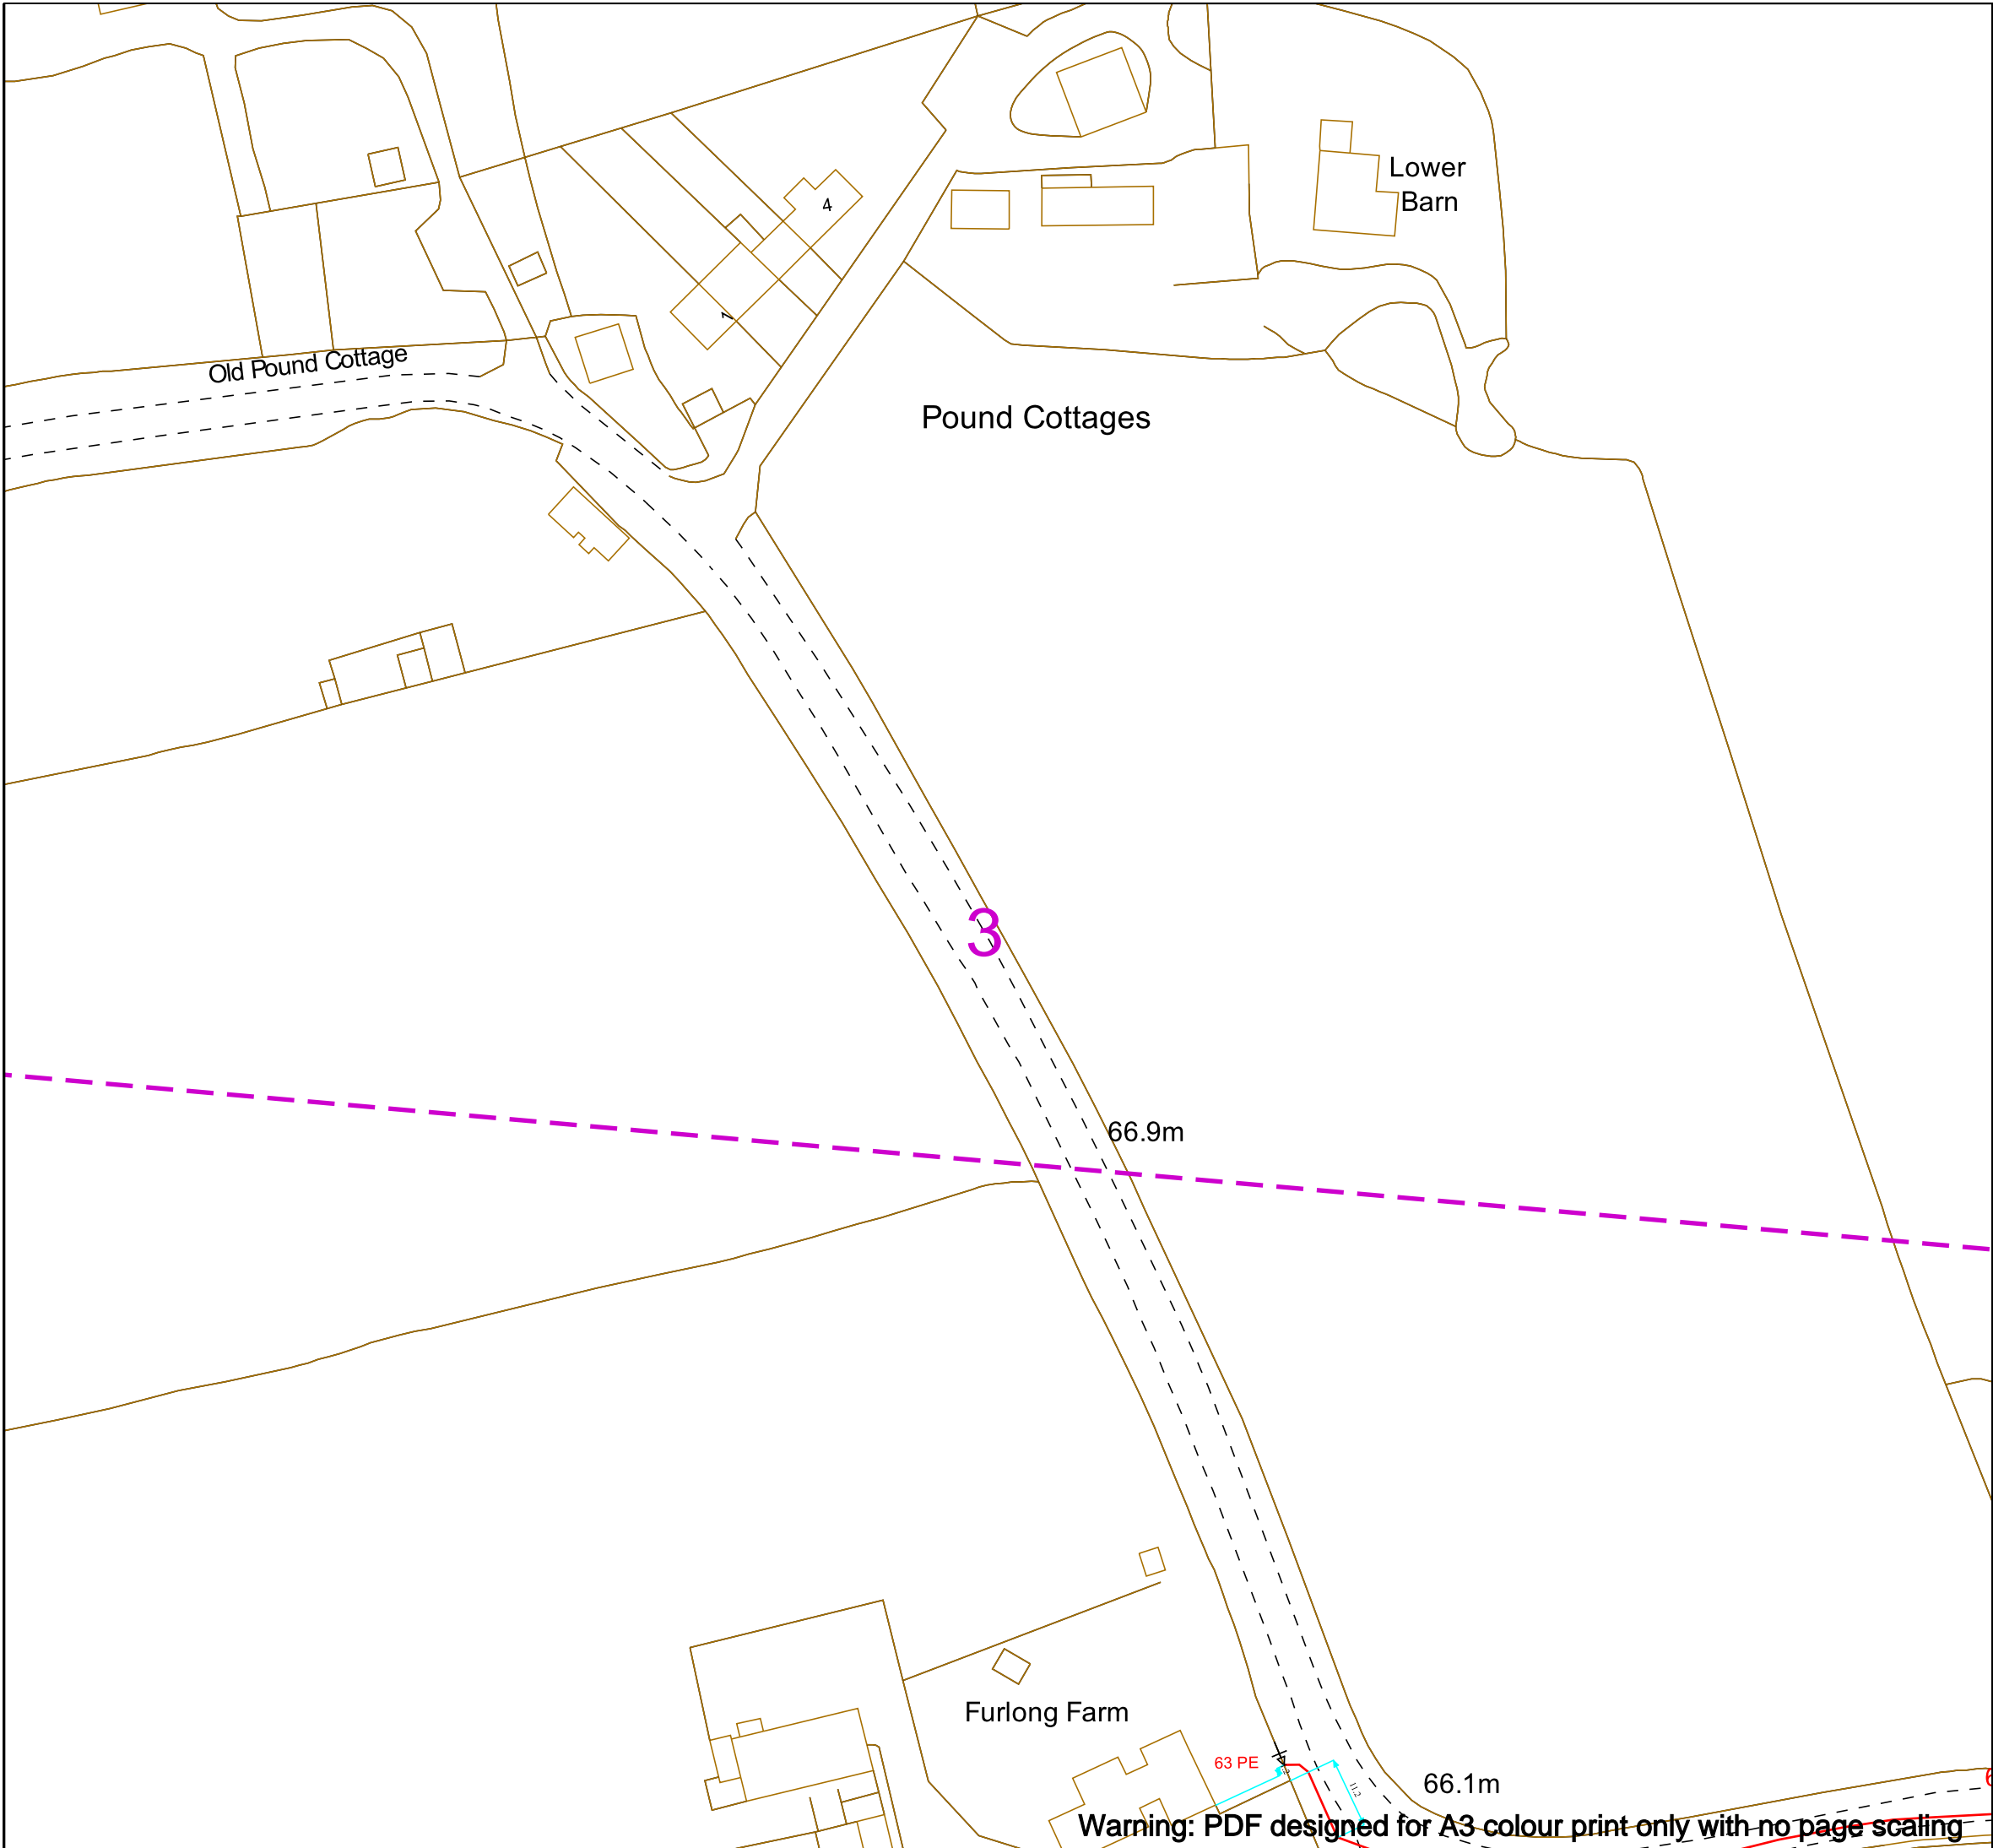 Lower
Barn
4
1
Old Pound Cottage
Pound Cottages
3
66.9m
Furlong Farm
63 PE
66.1m
Warning: PDF designed for A3 colour print only with no page scaling